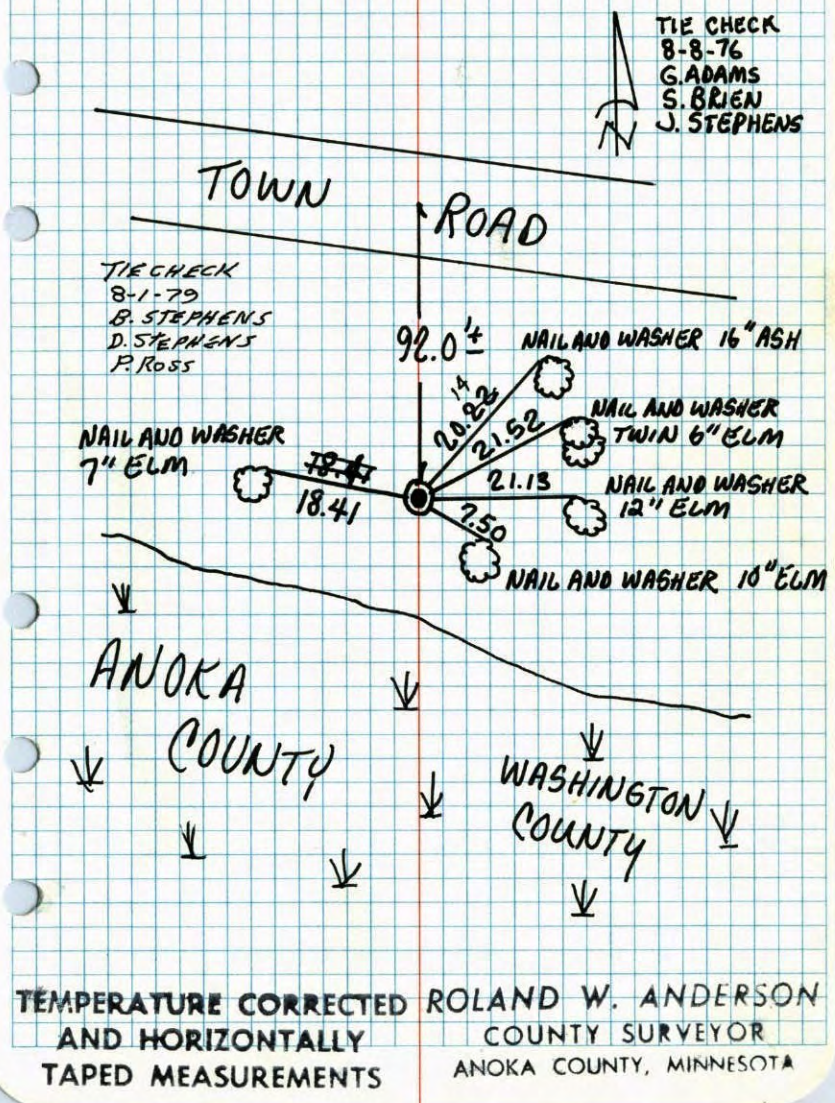 TIE CHECK
8-8-76
G. ADAMS
S. BRIEN
J. STEPHENS
N
TOWN ROAD
TIE CHECK
8-1-79
B. STEPHENS
D. STEPHENS
P. ROSS
92.0'±
NAIL AND WASHER 16" ASH
14
20.22
21.52
NAIL AND WASHER
TWIN 6" ELM
NAIL AND WASHER
7" ELM
18.41
21.13
NAIL AND WASHER
12" ELM
7.50
NAIL AND WASHER 10" ELM
ANOKA
COUNTY
WASHINGTON
COUNTY
TEMPERATURE CORRECTED
AND HORIZONTALLY
TAPED MEASUREMENTS
ROLAND W. ANDERSON
COUNTY SURVEYOR
ANOKA COUNTY, MINNESOTA